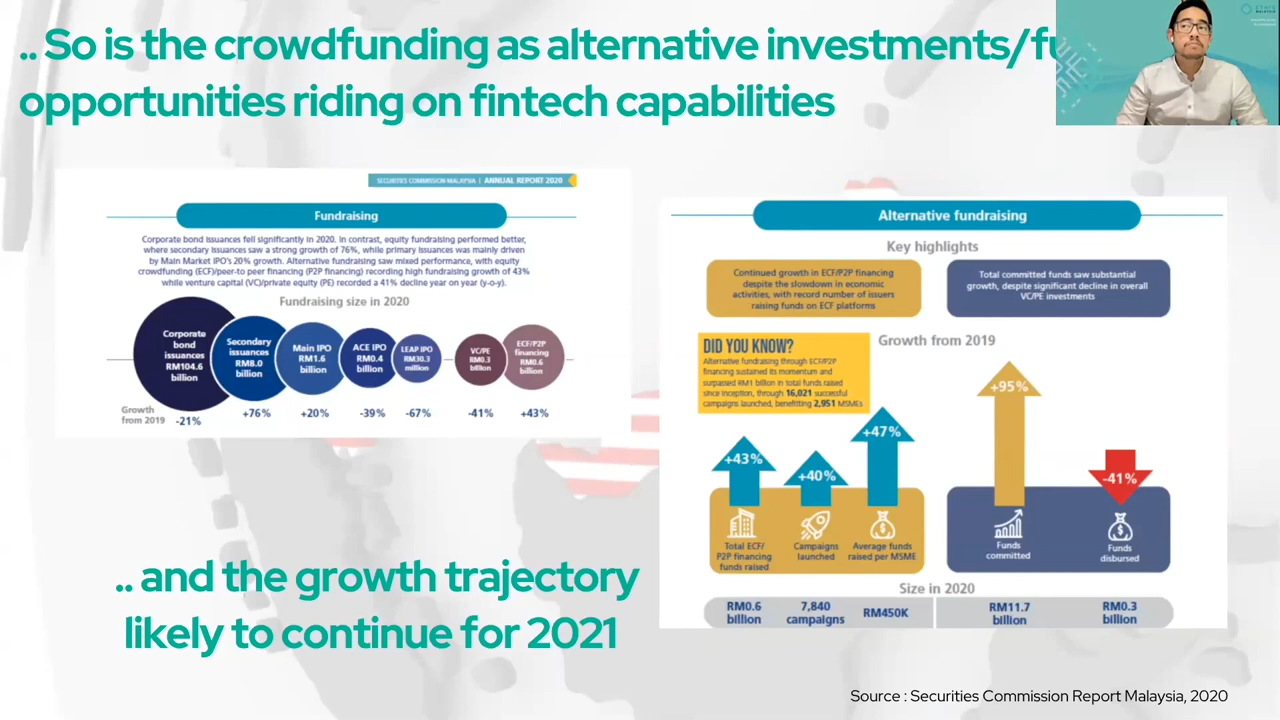 .. So is the crowdfunding as alternative investments/fu
opportunities riding on fintech capabilities
SECURITIES COMMISSION MALAYSIA | ANNUAL REPORT 2020
Fundraising
Corporate bond issuances fell significantly in 2020. In contrast, equity fundraising performed better,
where secondary issuances saw a strong growth of 76%, while primary issuances was mainly driven
by Main Market IPO's 20% growth. Alternative fundraising saw mixed performance, with equity
crowdfunding (ECF)/peer-to peer financing (P2P financing) recording high fundraising growth of 43%
while venture capital (VC)/private equity (PE) recorded a 41% decline year on year (y-o-y).
Fundraising size in 2020
Corporate
bond
issuances
RM104.6
billion
Secondary
issuances
RM8.0
billion
Main IPO
RM1.6
billion
ACE IPO
RM0.4
billion
LEAP IPO
RM30.3
million
VC/PE
RM0.3
billion
ECF/P2P
financing
RM0.6
billion
Growth
from 2019
-21%
+76%
+20%
-39%
-67%
-41%
+43%
.. and the growth trajectory
likely to continue for 2021
Alternative fundraising
Key highlights
Continued growth in ECF/P2P financing
despite the slowdown in economic
activities, with record number of issuers
raising funds on ECF platforms
Total committed funds saw substantial
growth, despite significant decline in overall
VC/PE investments
DID YOU KNOW?
Alternative fundraising through ECF/P2P
financing sustained its momentum and
surpassed RM1 billion in total funds raised
since inception, through 16,021 successful
campaigns launched, benefitting 2,951 MSMEs
Growth from 2019
+43%
+40%
+47%
+95%
-41%
Total ECF/
P2P financing
funds raised
Campaigns
launched
Average funds
raised per MSME
Funds
committed
Funds
disbursed
Size in 2020
RM0.6
billion
7,840
campaigns
RM450K
RM11.7
billion
RM0.3
billion
Source : Securities Commission Report Malaysia, 2020